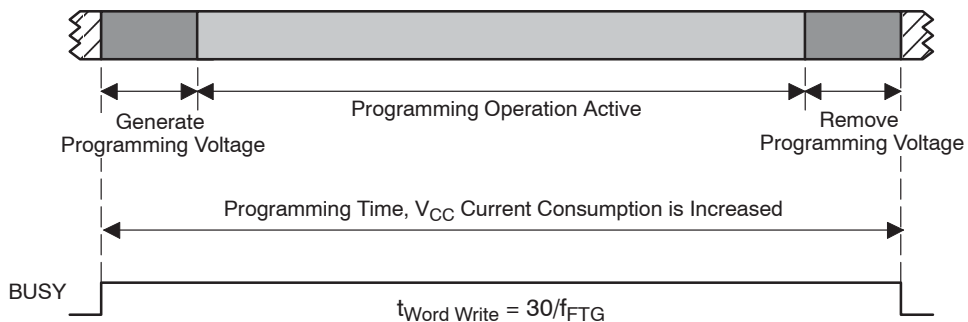 Programming Operation Active
Generate
Programming Voltage
Remove
Programming Voltage
Programming Time, VCC Current Consumption is Increased
BUSY
tWord Write = 30/fFTG